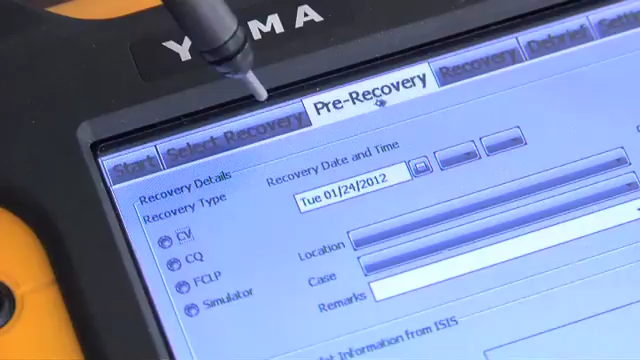 Y MA
Start Select Recovery Pre-Recovery Recovery Debrief
Recovery Details
Recovery Type
Recovery Date and Time
Tue 01/24/2012
CV
CQ
FCLP
Simulator
Location
Case
Remarks
Information from ISIS